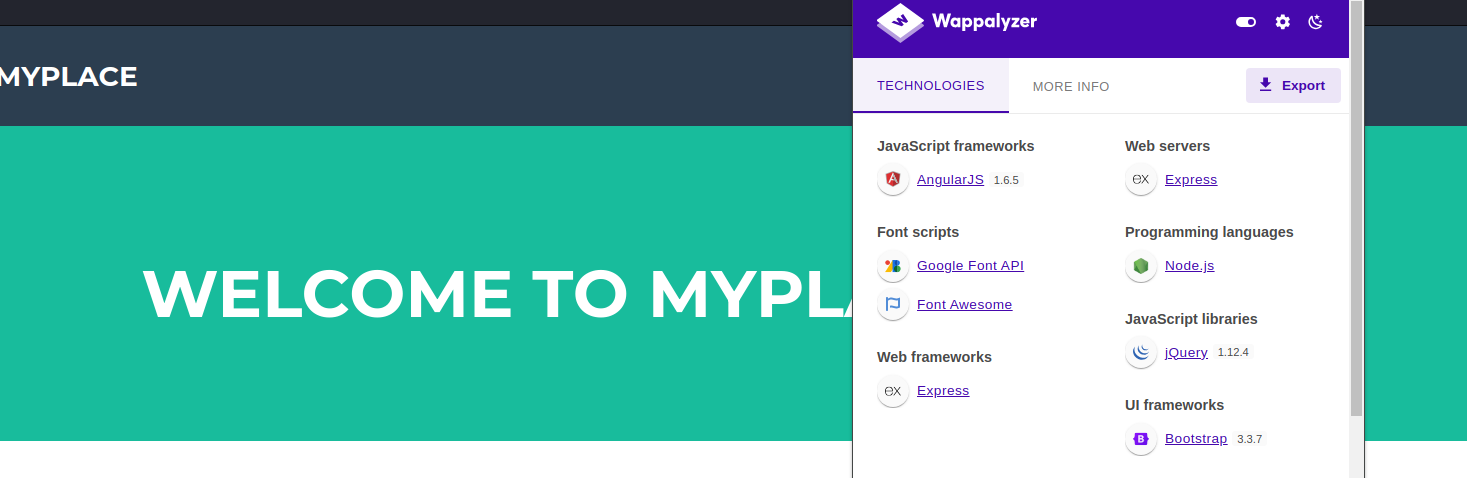 MYPLACE
WELCOME TO MYPL
Wappalyzer
TECHNOLOGIES
MORE INFO
Export
JavaScript frameworks
AngularJS 1.6.5
Font scripts
Google Font API
Font Awesome
Web frameworks
ex Express
Web servers
ex Express
Programming languages
Node.js
JavaScript libraries
jQuery 1.12.4
UI frameworks
B Bootstrap 3.3.7